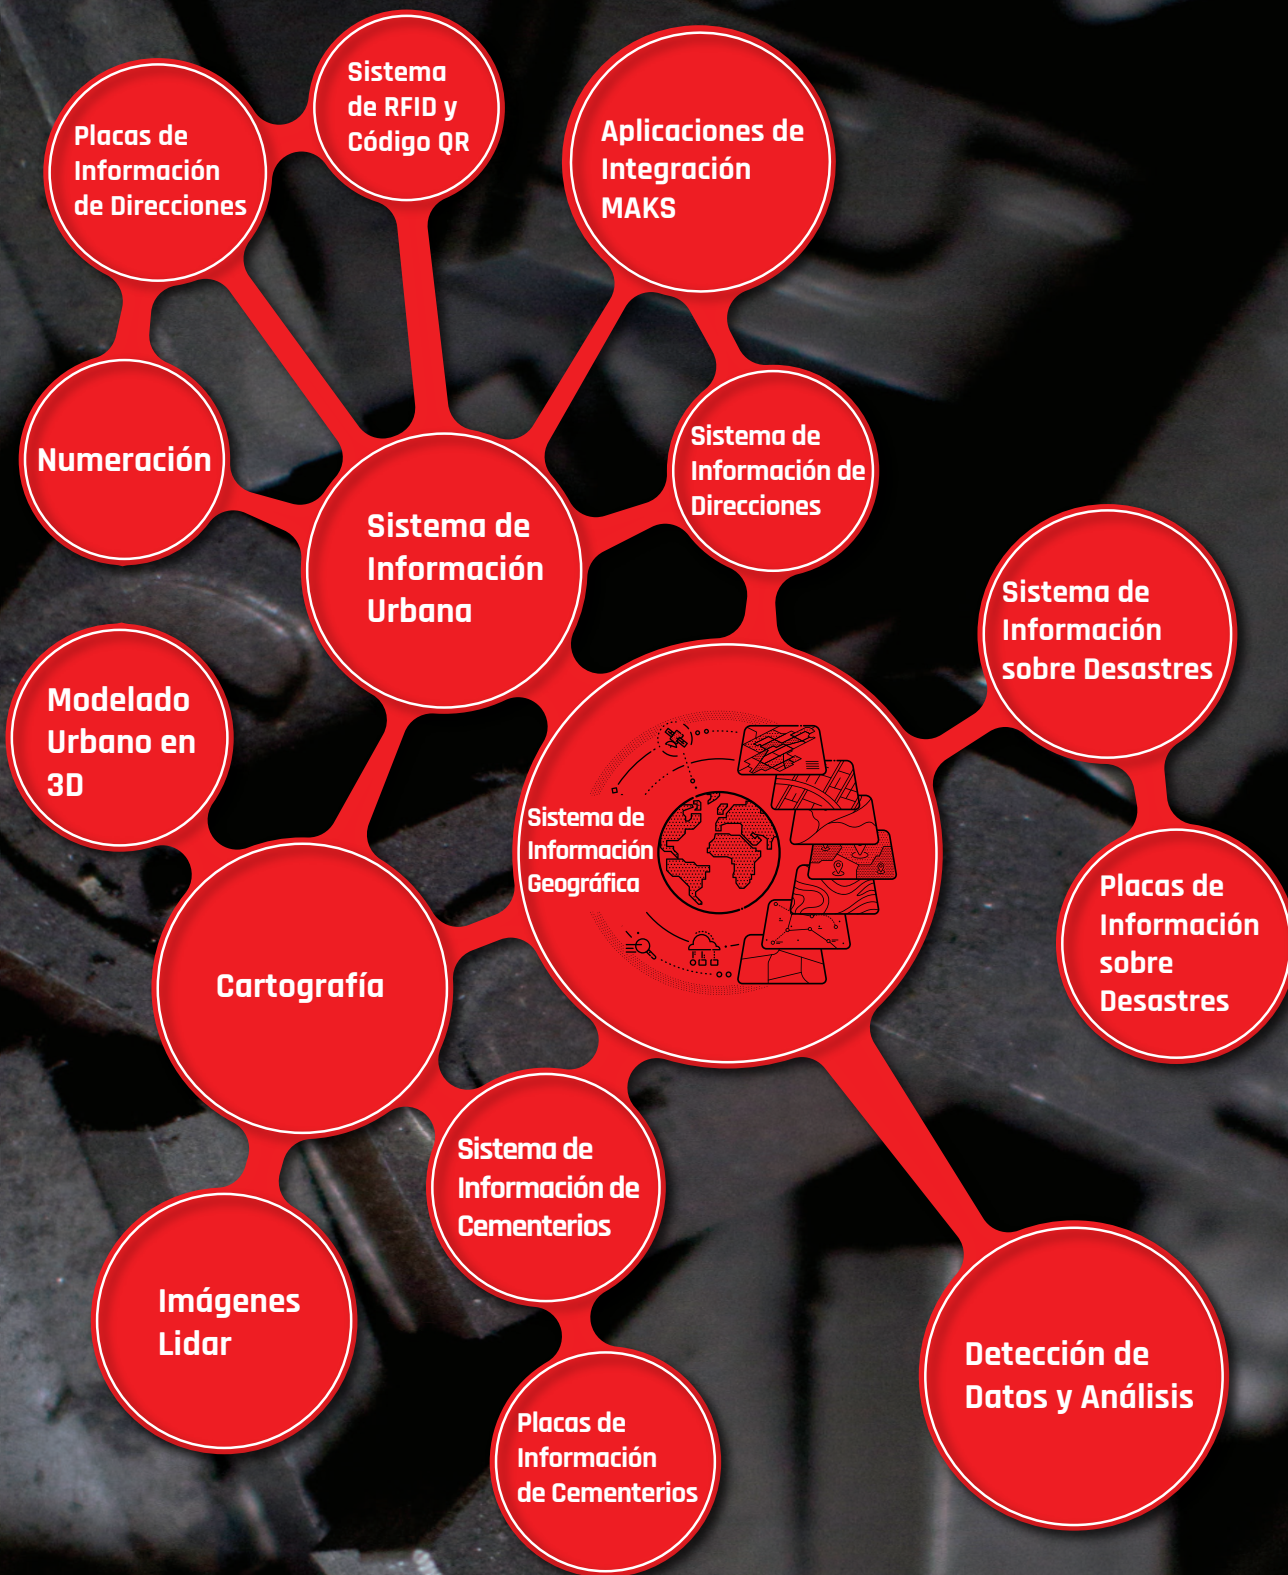 Sistema
de RFID y
Código QR
Placas de
Información
de Direcciones
Aplicaciones de
Integración
MAKS
Numeración
Sistema de
Información de
Direcciones
Sistema de
Información
Urbana
Sistema de
Información
sobre Desastres
Modelado
Urbano en
3D
Sistema de
Información
Geográfica
Placas de
Información
sobre
Desastres
Cartografía
Sistema de
Información de
Cementerios
Imágenes
Lidar
Detección de
Datos y Análisis
Placas de
Información
de Cementerios